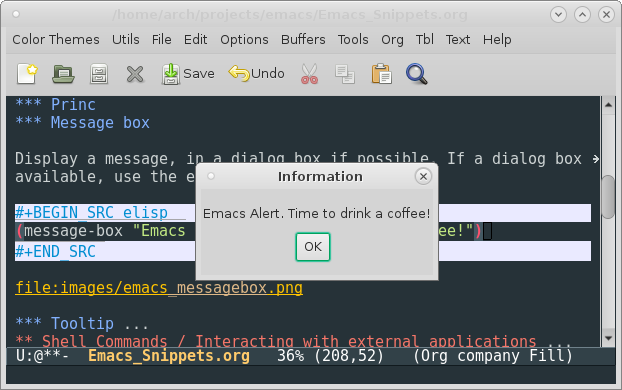 /home/arch/projects/emacs/Emacs_Snippets.org
Color Themes Utils File Edit Options Buffers Tools Org Tbl Text Help
Save Undo
*** Princ
*** Message box
Display a message, in a dialog box if possible. If a dialog box
available, use the e
#+BEGIN_SRC elisp
(message-box "Emacs ee!")
#+END_SRC
Information
Emacs Alert. Time to drink a coffee!
OK
file:images/emacs_messagebox.png
*** Tooltip ...
** Shell Commands / Interacting with external applications ...
U:@**- Emacs_Snippets.org 36% (208,52) (Org company Fill)